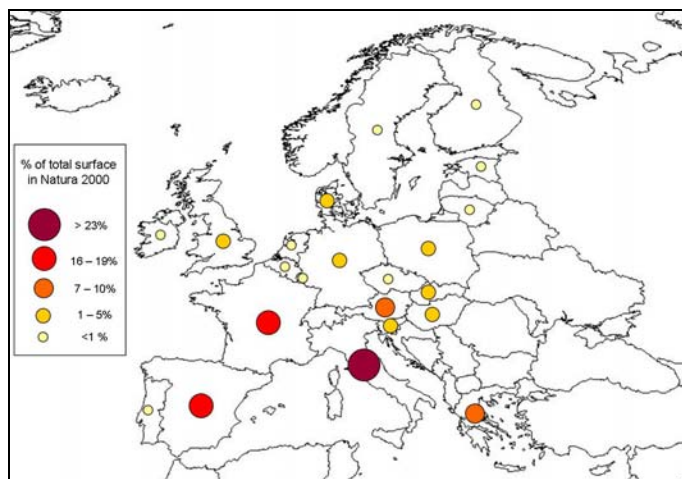 % of total surface
in Natura 2000
> 23%
16 – 19%
7 – 10%
1 – 5%
<1 %